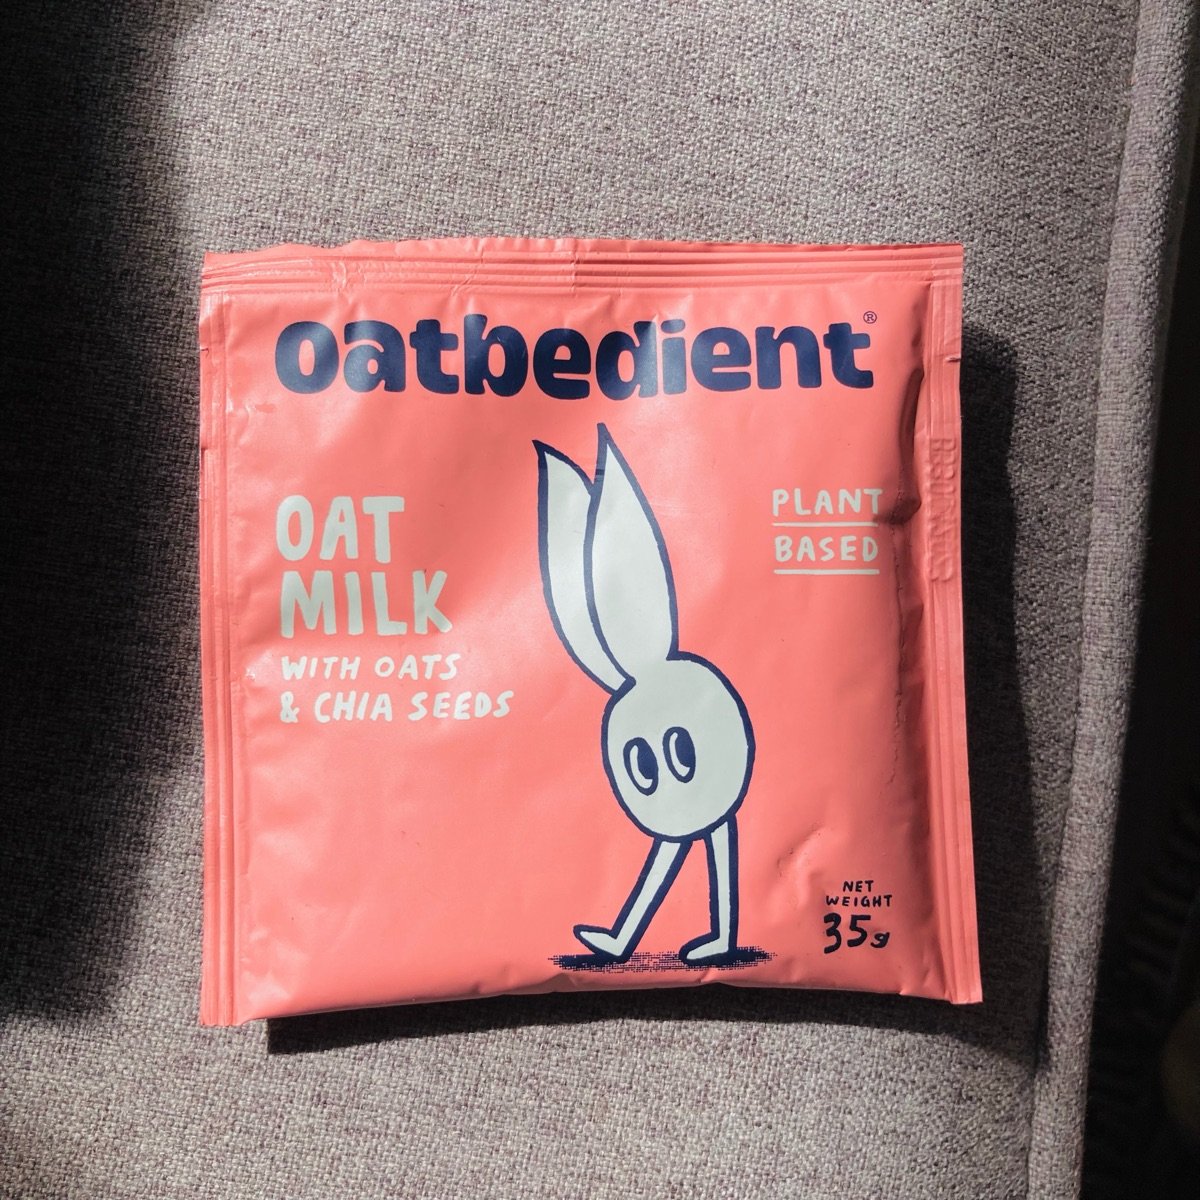 oatbedient®
OAT
MILK
WITH OATS
& CHIA SEEDS
PLANT
BASED
NET
WEIGHT
35g